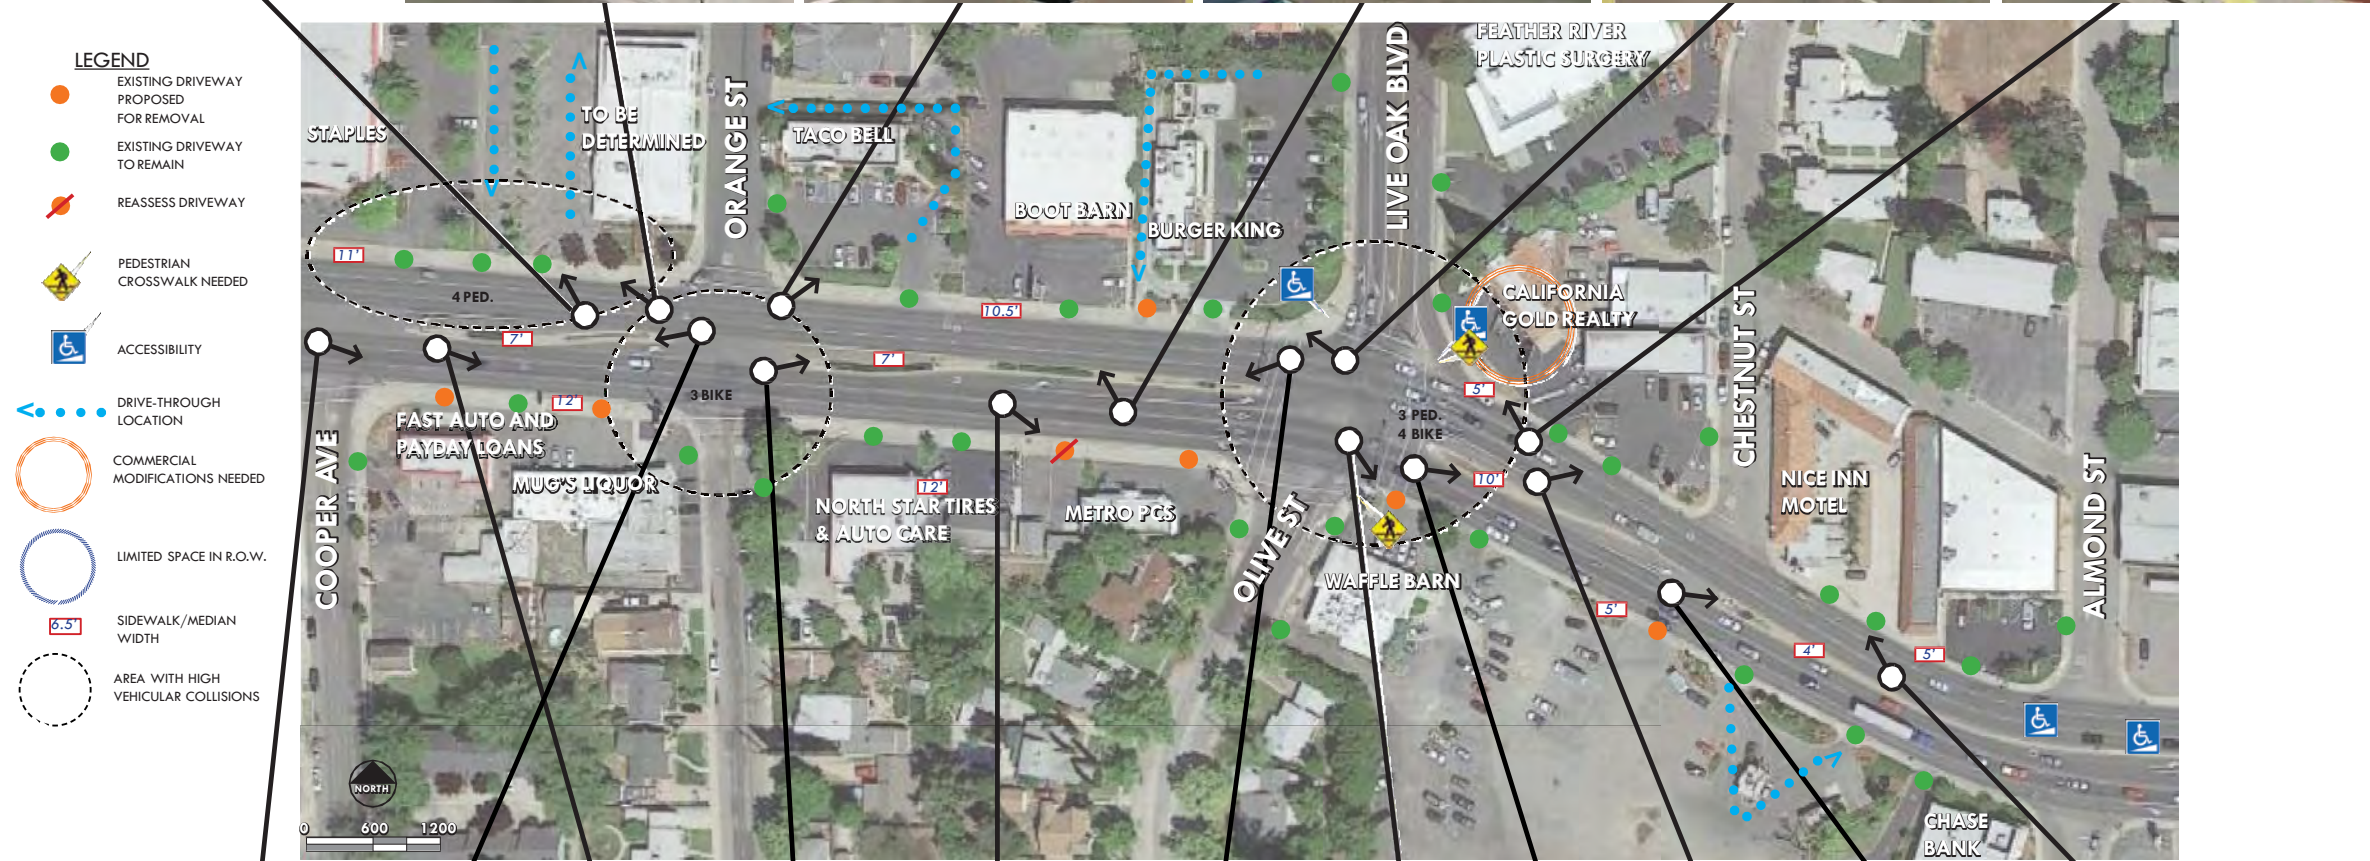 LEGEND
EXISTING DRIVEWAY
PROPOSED
FOR REMOVAL
EXISTING DRIVEWAY
TO REMAIN
REASSESS DRIVEWAY
PEDESTRIAN
CROSSWALK NEEDED
ACCESSIBILITY
DRIVE-THROUGH
LOCATION
COMMERCIAL
MODIFICATIONS NEEDED
LIMITED SPACE IN R.O.W.
6.5'
SIDEWALK/MEDIAN
WIDTH
AREA WITH HIGH
VEHICULAR COLLISIONS
STAPLES
TO BE
DETERMINED
ORANGE ST
TACO BELL
BOOT BARN
BURGER KING
LIVE OAK BLVD
FEATHER RIVER
PLASTIC SURGERY
CALIFORNIA
GOLD REALTY
CHESTNUT ST
11'
4 PED.
7'
10.5'
7'
12'
3 BIKE
5'
3 PED.
4 BIKE
10'
FAST AUTO AND
PAYDAY LOANS
MUG'S LIQUOR
COOPER AVE
12'
NORTH STAR TIRES
& AUTO CARE
METRO PCS
OLIVE ST
WAFFLE BARN
NICE INN
MOTEL
ALMOND ST
5'
4'
5'
CHASE
BANK
NORTH
0 600 1200